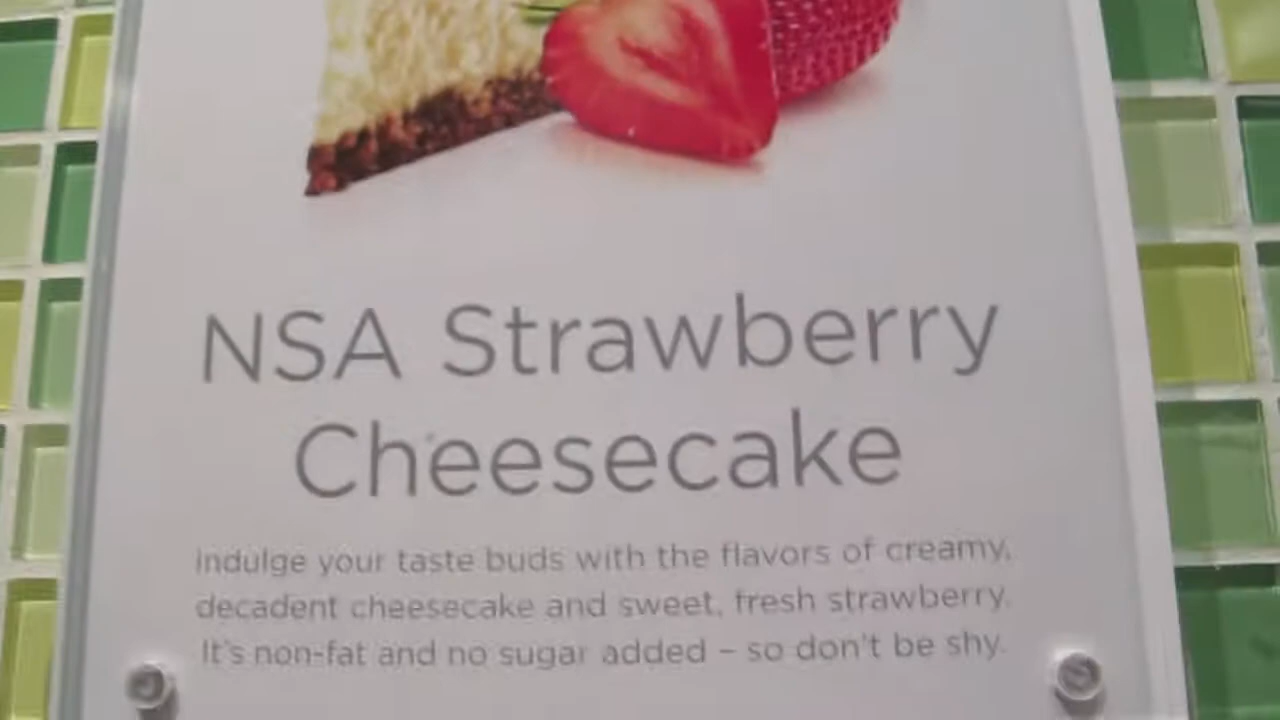 NSA Strawberry
Cheesecake
Indulge your taste buds with the flavors of creamy,
decadent cheesecake and sweet, fresh strawberry.
It's non-fat and no sugar added – so don't be shy.